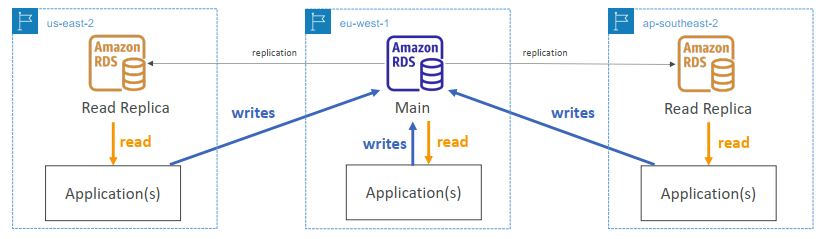 us-east-2
eu-west-1
ap-southeast-2
Amazon
RDS
replication
Amazon
RDS
replication
Amazon
RDS
Read Replica
Main
Read Replica
writes
writes
read
writes
read
read
Application(s)
Application(s)
Application(s)